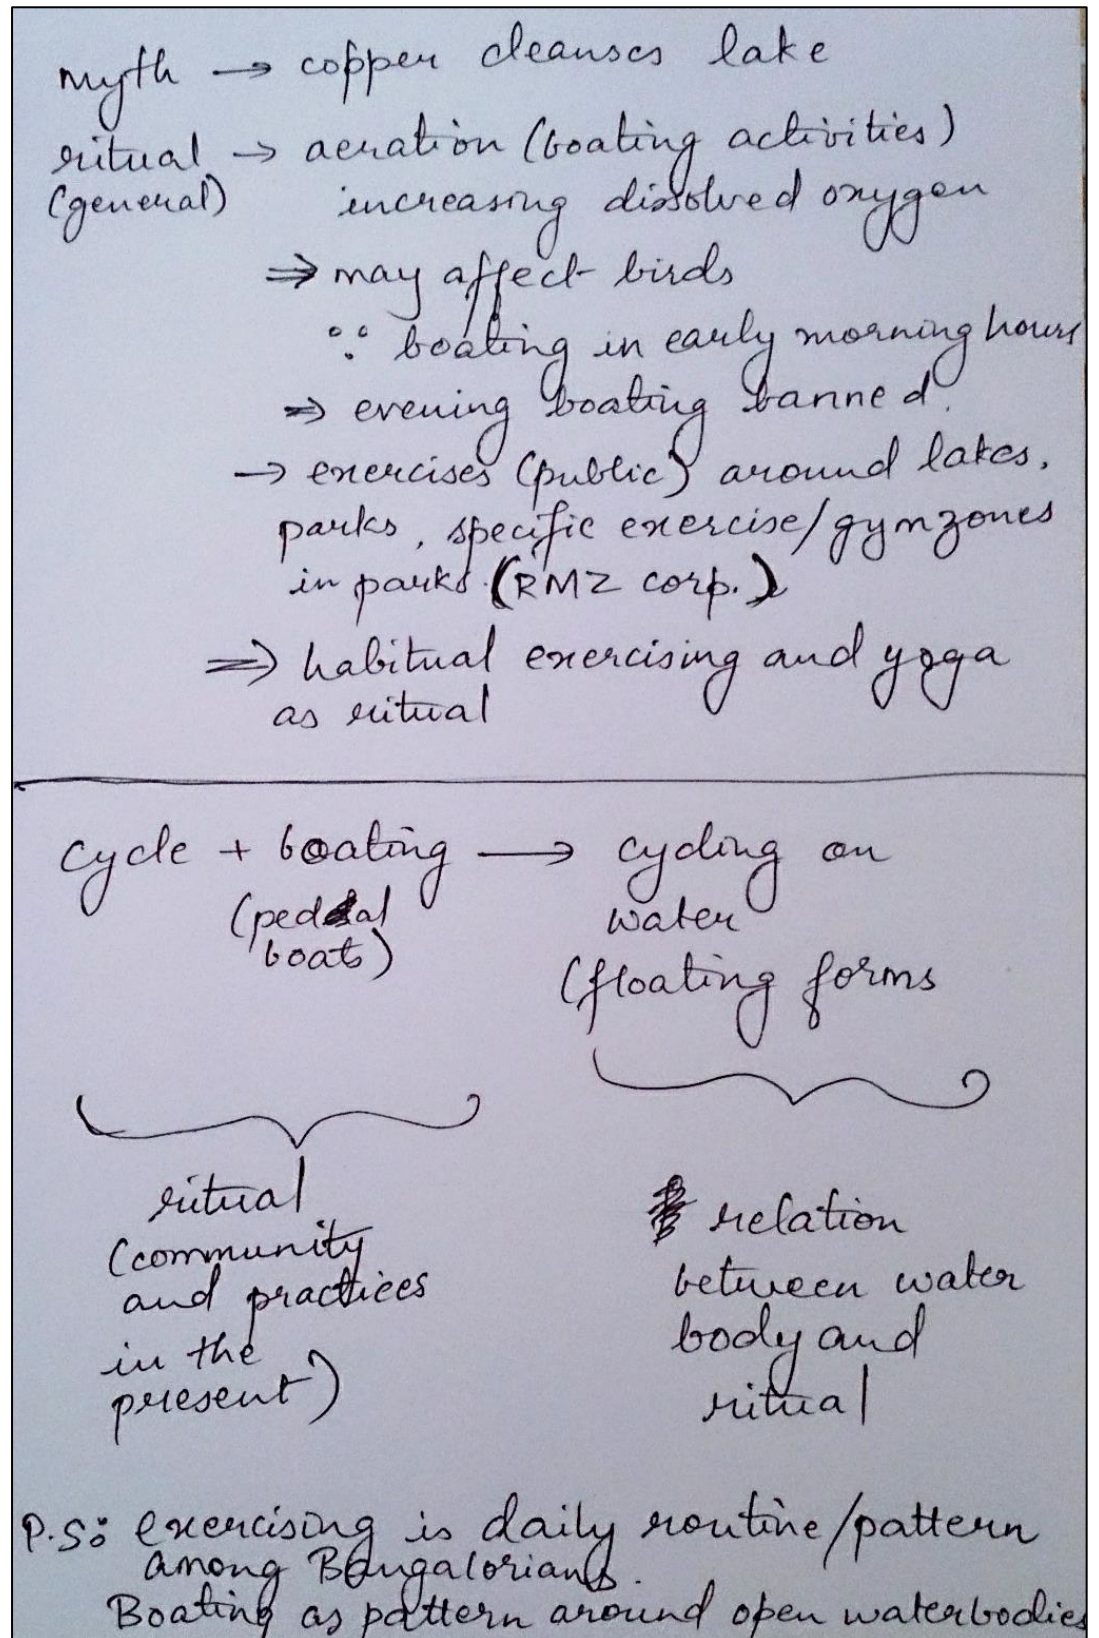 myth → copper cleanses lake
ritual → aeration (boating activities)
(general) increasing dissolved oxygen
⇒ may affect birds
∵ boating in early morning hours
⇒ evening boating banned.
→ exercises (public) around lakes,
parks, specific exercise/gymzones
in parks. (RMZ corp.)
⇒ habitual exercising and yoga
as ritual
cycle + boating → cycling on
(pedal water
boats) (floating forms
ritual relation
(community between water
and practices body and
in the ritual
present)
P.S: exercising is daily routine/pattern
among Bangalorians.
Boating as pattern around open waterbodies